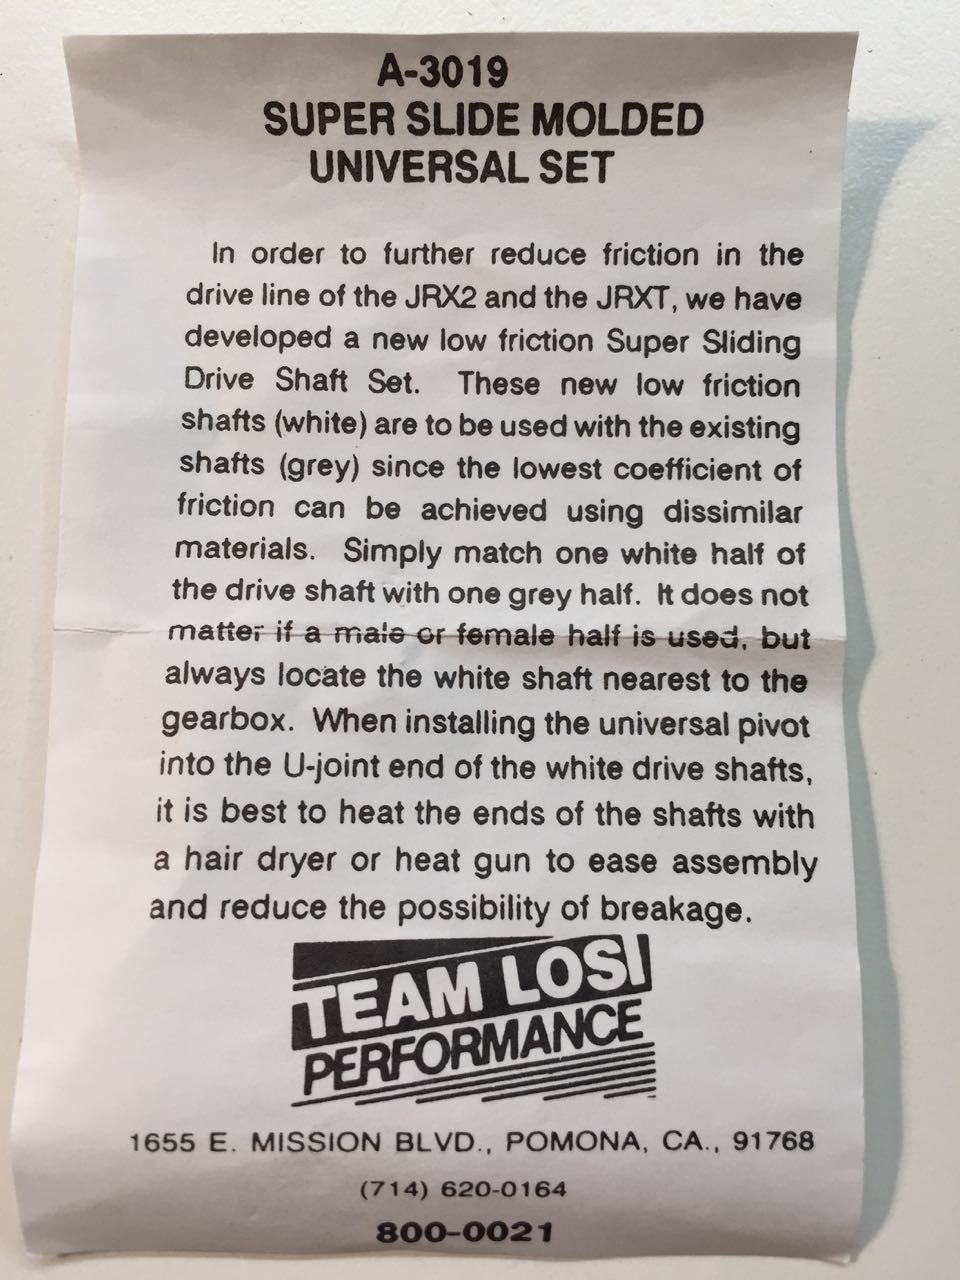 A-3019
SUPER SLIDE MOLDED
UNIVERSAL SET
In order to further reduce friction in the
drive line of the JRX2 and the JRXT, we have
developed a new low friction Super Sliding
Drive Shaft Set. These new low friction
shafts (white) are to be used with the existing
shafts (grey) since the lowest coefficient of
friction can be achieved using dissimilar
materials. Simply match one white half of
the drive shaft with one grey half. It does not
matter if a male or female half is used, but
always locate the white shaft nearest to the
gearbox. When installing the universal pivot
into the U-joint end of the white drive shafts,
it is best to heat the ends of the shafts with
a hair dryer or heat gun to ease assembly
and reduce the possibility of breakage.
TEAM LOSI
PERFORMANCE
1655 E. MISSION BLVD., POMONA, CA., 91768
(714) 620-0164
800-0021